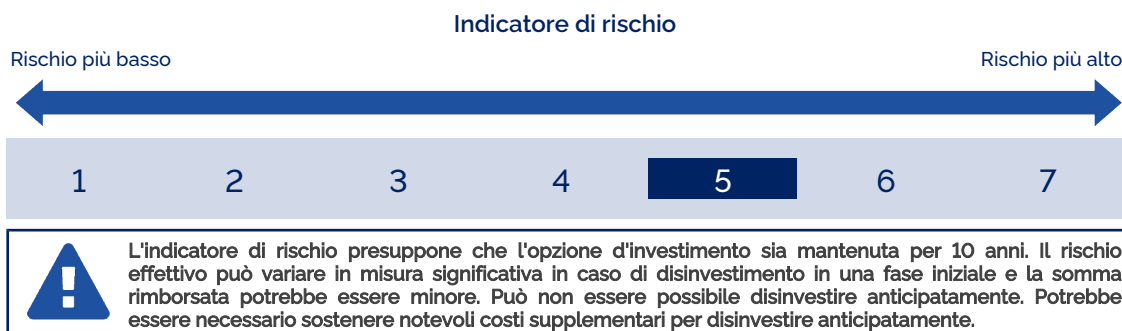 Indicatore di rischio
Rischio più basso
Rischio più alto
1 2 3 4 5 6 7
L'indicatore di rischio presuppone che l'opzione d'investimento sia mantenuta per 10 anni. Il rischio
effettivo può variare in misura significativa in caso di disinvestimento in una fase iniziale e la somma
rimborsata potrebbe essere minore. Può non essere possibile disinvestire anticipatamente. Potrebbe
essere necessario sostenere notevoli costi supplementari per disinvestire anticipatamente.